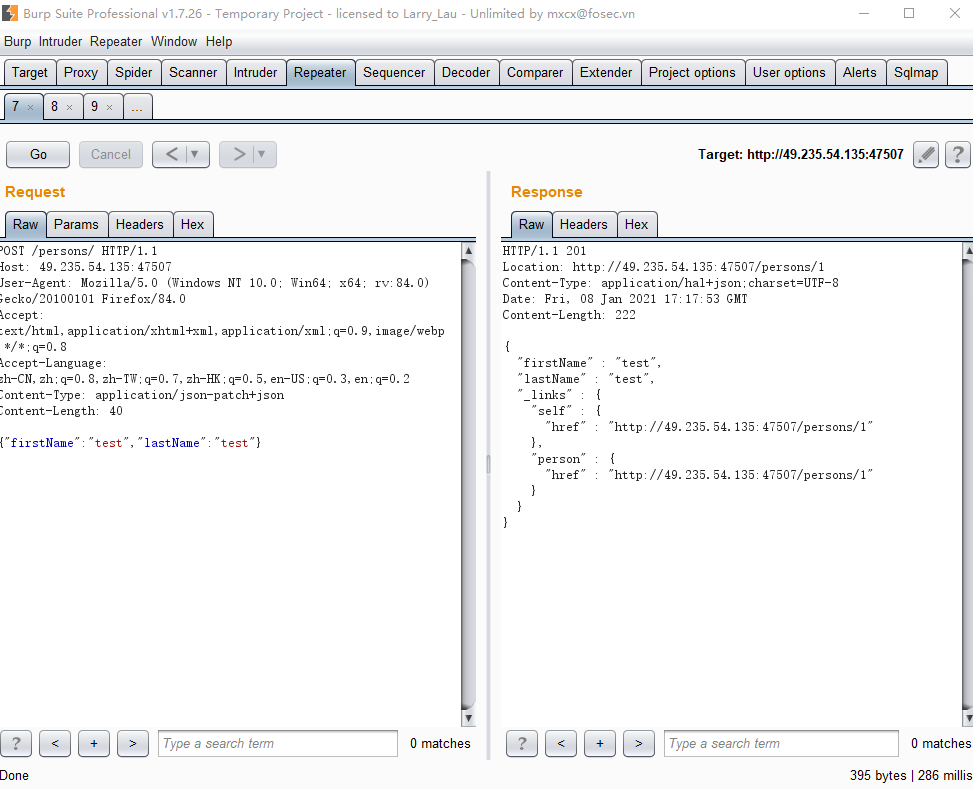 Burp Suite Professional v1.7.26 - Temporary Project - licensed to Larry_Lau - Unlimited by mxcx@fosec.vn
Burp Intruder Repeater Window Help
Target Proxy Spider Scanner Intruder Repeater Sequencer Decoder Comparer Extender Project options User options Alerts Sqlmap
7 × 8 × 9 × ...
Go Cancel < ▼ > ▼ Target: http://49.235.54.135:47507 ?
Request
Raw Params Headers Hex
POST /persons/ HTTP/1.1
Host: 49.235.54.135:47507
User-Agent: Mozilla/5.0 (Windows NT 10.0; Win64; x64; rv:84.0)
Gecko/20100101 Firefox/84.0
Accept:
text/html,application/xhtml+xml,application/xml;q=0.9,image/webp
*/*;q=0.8
Accept-Language:
zh-CN,zh;q=0.8,zh-TW;q=0.7,zh-HK;q=0.5,en-US;q=0.3,en;q=0.2
Content-Type: application/json-patch+json
Content-Length: 40
{"firstName":"test","lastName":"test"}
? < + > Type a search term 0 matches
Response
Raw Headers Hex
HTTP/1.1 201
Location: http://49.235.54.135:47507/persons/1
Content-Type: application/hal+json;charset=UTF-8
Date: Fri, 08 Jan 2021 17:17:53 GMT
Content-Length: 222
{
"firstName" : "test",
"lastName" : "test",
"_links" : {
"self" : {
"href" : "http://49.235.54.135:47507/persons/1"
},
"person" : {
"href" : "http://49.235.54.135:47507/persons/1"
}
}
}
? < + > Type a search term 0 matches
Done
395 bytes | 286 millis